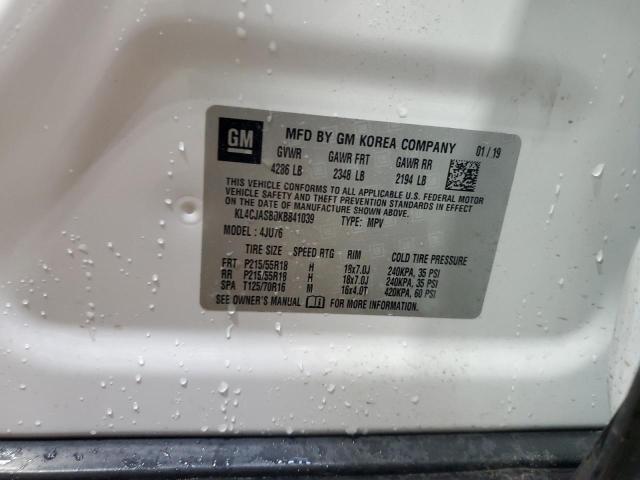 GM
MFD BY GM KOREA COMPANY 01/19
GVWR GAWR FRT GAWR RR
4286 LB 2348 LB 2194 LB
THIS VEHICLE CONFORMS TO ALL APPLICABLE U.S. FEDERAL MOTOR
VEHICLE SAFETY AND THEFT PREVENTION STANDARDS IN EFFECT ON
THE DATE OF MANUFACTURE SHOWN ABOVE.
KL4CJASB0KB841039 TYPE: MPV
MODEL: 4JU76
TIRE SIZE SPEED RTG RIM COLD TIRE PRESSURE
FRT P215/55R18 H 18x7.0J 240KPA, 35 PSI
RR P215/55R18 H 18x7.0J 240KPA, 35 PSI
SPA T125/70R16 M 16x4.0T 420KPA, 60 PSI
SEE OWNER'S MANUAL FOR MORE INFORMATION.